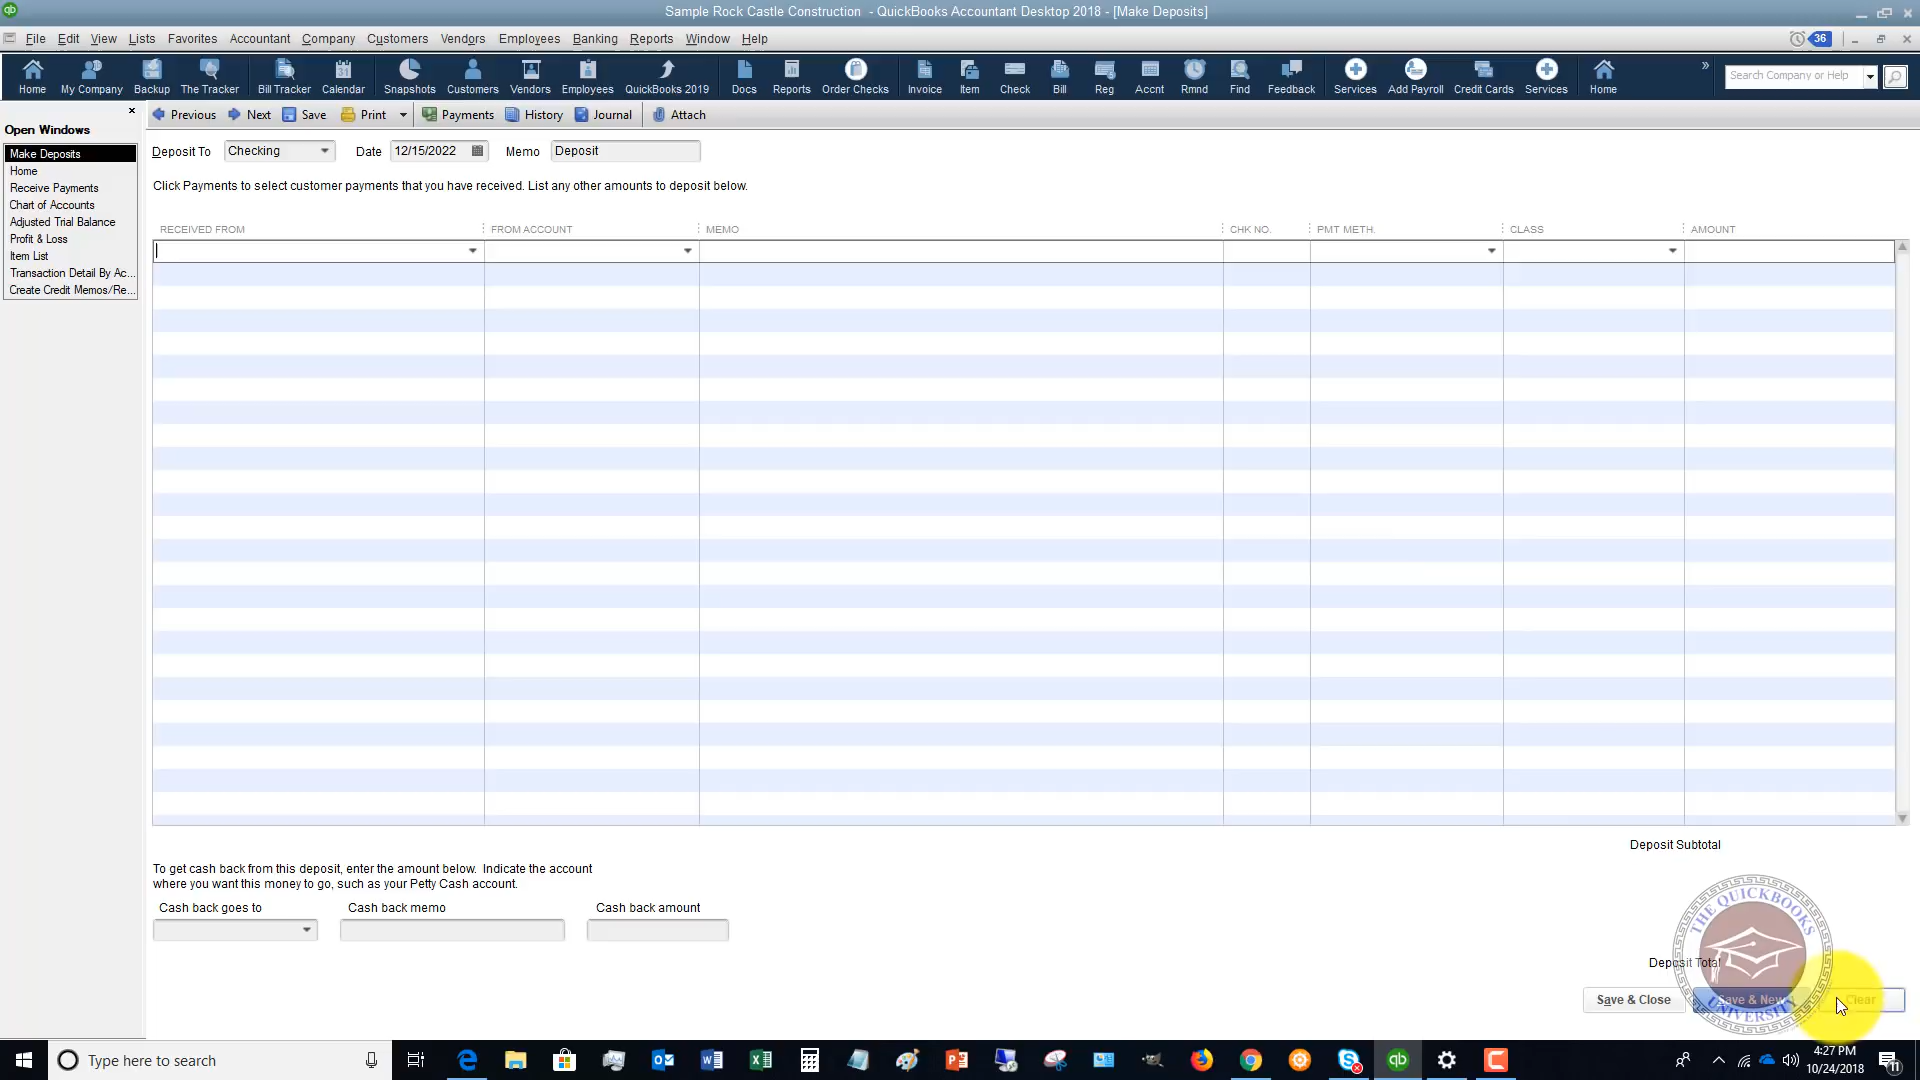 Sample Rock Castle Construction - QuickBooks Accountant Desktop 2018 - [Make Deposits]
File Edit View Lists Favorites Accountant Company Customers Vendors Employees Banking Reports Window Help
36
Home My Company Backup The Tracker Bill Tracker Calendar Snapshots Customers Vendors Employees QuickBooks 2019 Docs Reports Order Checks Invoice Item Check Bill Reg Accnt Rmnd Find Feedback Services Add Payroll Credit Cards Services Home
Search Company or Help
Open Windows
Make Deposits
Home
Receive Payments
Chart of Accounts
Adjusted Trial Balance
Profit & Loss
Item List
Transaction Detail By Ac...
Create Credit Memos/Re...
Previous Next Save Print Payments History Journal Attach
Deposit To Checking Date 12/15/2022 Memo Deposit
Click Payments to select customer payments that you have received. List any other amounts to deposit below.
RECEIVED FROM FROM ACCOUNT MEMO CHK NO. PMT METH. CLASS AMOUNT
Deposit Subtotal
To get cash back from this deposit, enter the amount below. Indicate the account
where you want this money to go, such as your Petty Cash account.
Cash back goes to Cash back memo Cash back amount
THE QUICKBOOKS
UNIVERSITY
Deposit Total
Save & Close Save & New Clear
Type here to search
4:27 PM
10/24/2018
11